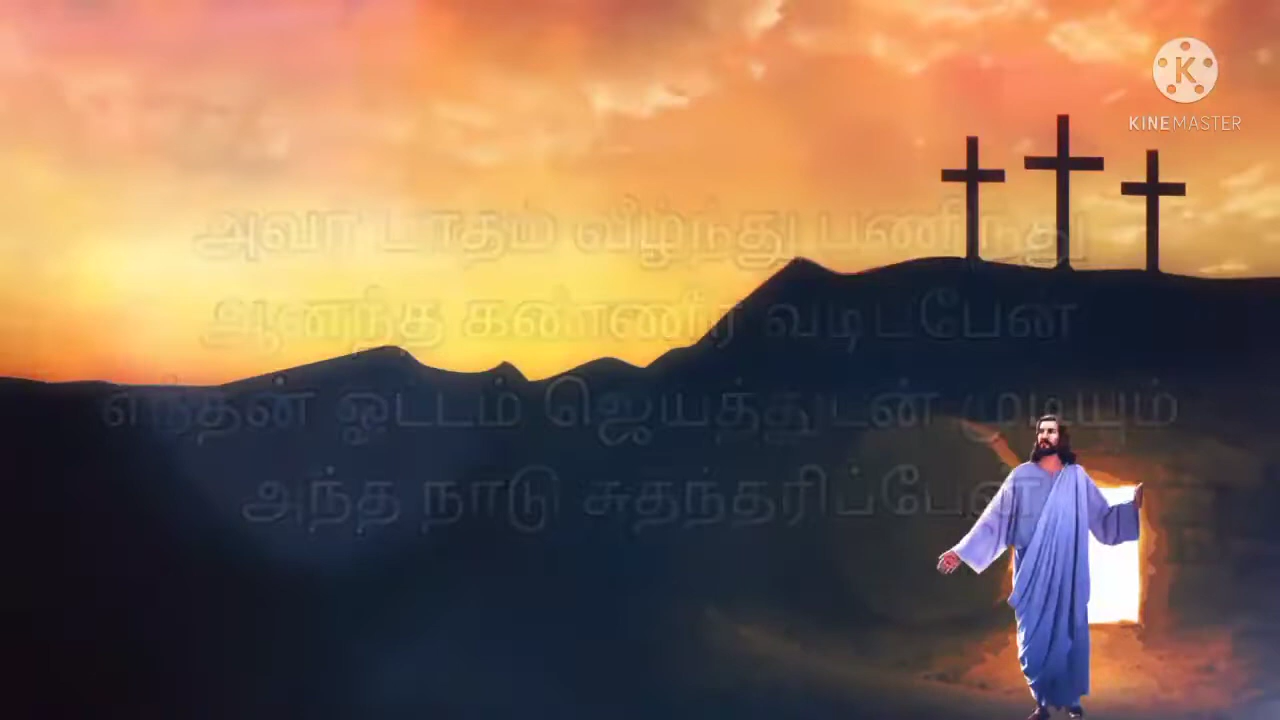 KINEMASTER
அவர் பாதம் வீழ்ந்து பணிந்து
ஆனந்த கண்ணீர் வடிப்பேன்
எந்தன் ஓட்டம் ஜெயத்துடன் முடியும்
அந்த நாடு சுதந்தரிப்பேன்